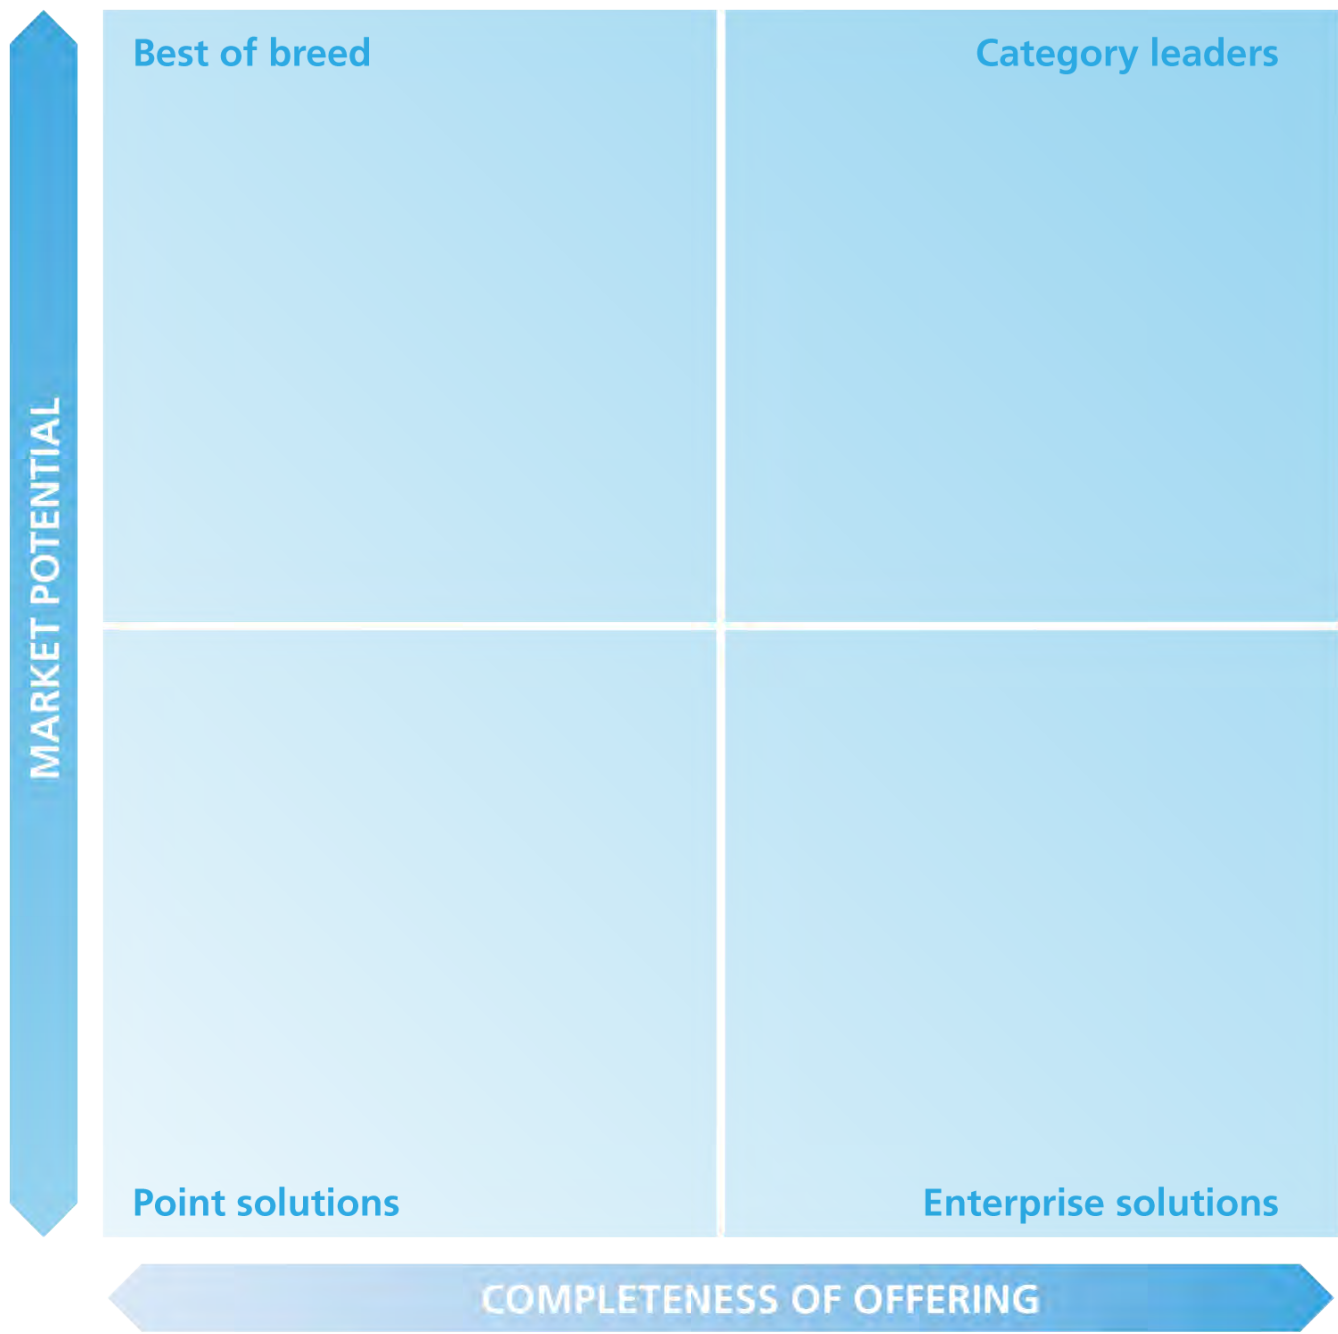 Best of breed
Category leaders
MARKET POTENTIAL
Point solutions
Enterprise solutions
COMPLETENESS OF OFFERING